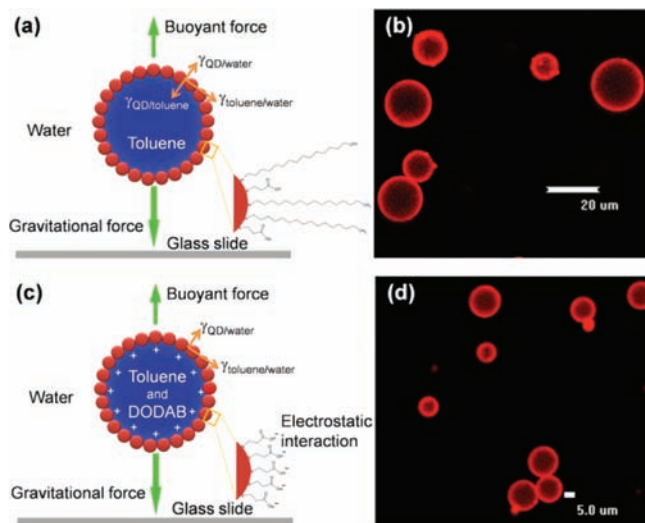 (a)
Buoyant force
γQD/water
γtoluene/water
γQD/toluene
Water
Toluene
Gravitational force
Glass slide
(b)
20 um
(c)
Buoyant force
γQD/water
γtoluene/water
Water
Toluene
and
DODAB
Electrostatic
interaction
Gravitational force
Glass slide
(d)
5.0 um